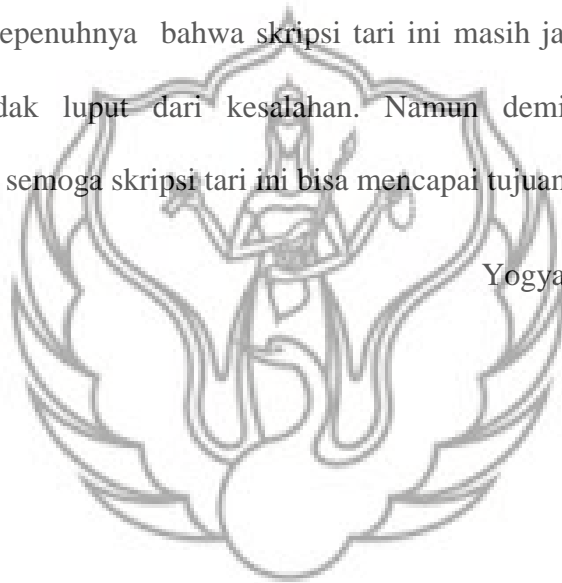 epenuhnya bahwa skripsi tari ini masih ja
dak luput dari kesalahan. Namun demi
semoga skripsi tari ini bisa mencapai tujuan
Yogya